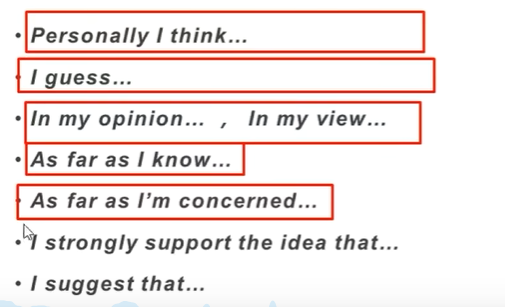 • Personally I think...
• I guess...
• In my opinion... , In my view...
• As far as I know...
• As far as I'm concerned...
• I strongly support the idea that...
• I suggest that...